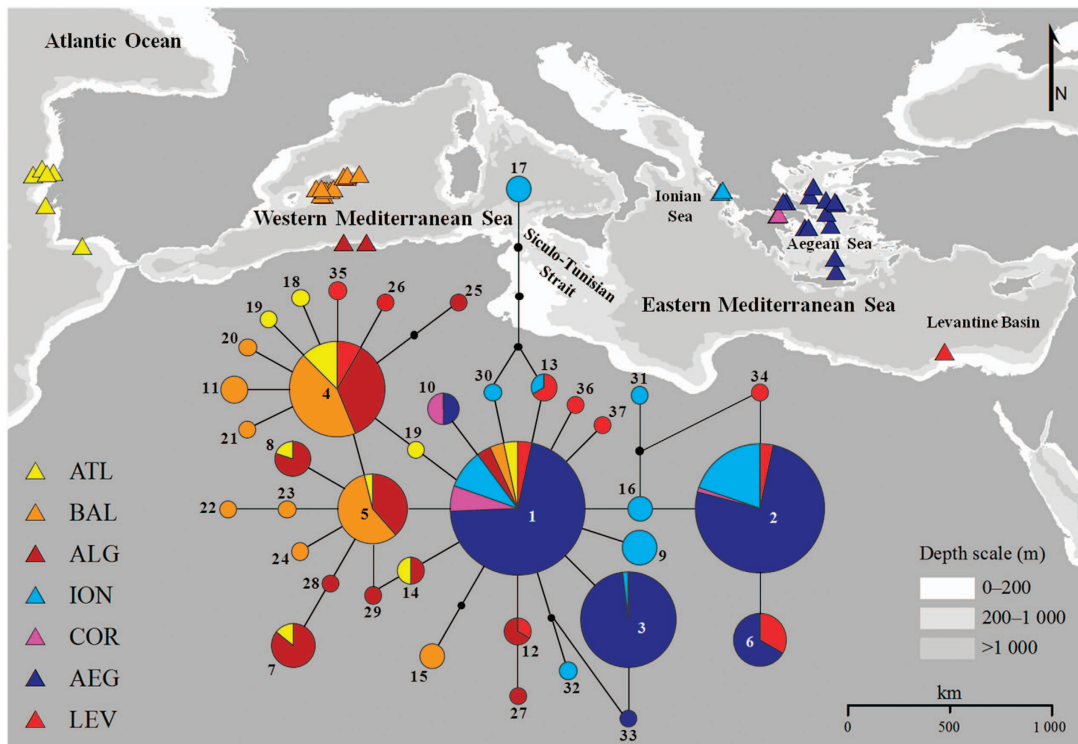 Atlantic Ocean
N
17
Ionian
Sea
Western Mediterranean Sea
Aegean Sea
Siculo-Tunisian
Strait
Eastern Mediterranean Sea
Levantine Basin
35
18
26
25
19
20
11
4
21
30
13
10
36
37
31
34
19
8
22
23
5
1
16
2
24
9
28
14
29
3
7
15
12
6
27
32
33
ATL
BAL
ALG
ION
COR
AEG
LEV
Depth scale (m)
0–200
200–1 000
>1 000
km
0 500 1 000